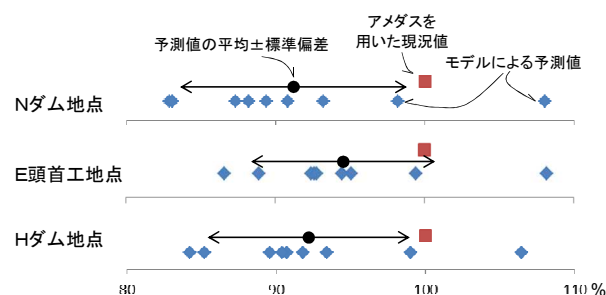 アメダスを
用いた現況値
予測値の平均±標準偏差
モデルによる予測値
Nダム地点
E頭首工地点
Hダム地点
80 90 100 110 %